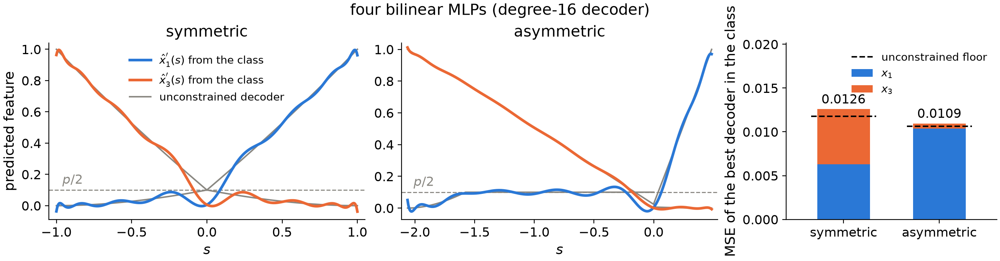 four bilinear MLPs (degree-16 decoder)
symmetric
predicted feature
1.0
0.8
0.6
0.4
0.2
0.0
x̂′₁(s) from the class
x̂′₃(s) from the class
unconstrained decoder
p/2
−1.0 −0.5 0.0 0.5 1.0
s
asymmetric
1.0
0.8
0.6
0.4
0.2
0.0
p/2
−2.0 −1.5 −1.0 −0.5 0.0
s
MSE of the best decoder in the class
0.020
0.015
0.010
0.005
0.000
unconstrained floor
x₁
x₃
0.0126
0.0109
symmetric asymmetric